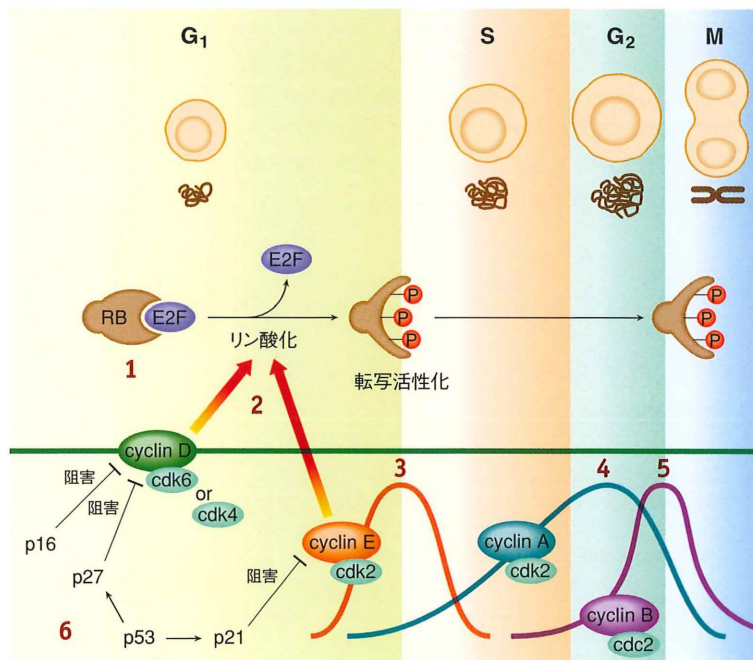 G₁
S
G₂
M
E2F
RB
E2F
リン酸化
P
P
P
P
P
P
転写活性化
1
2
cyclin D
cdk6
or
cdk4
阻害
阻害
p16
p27
6
p53
p21
阻害
cyclin E
cdk2
3
cyclin A
cdk2
4
5
cyclin B
cdc2